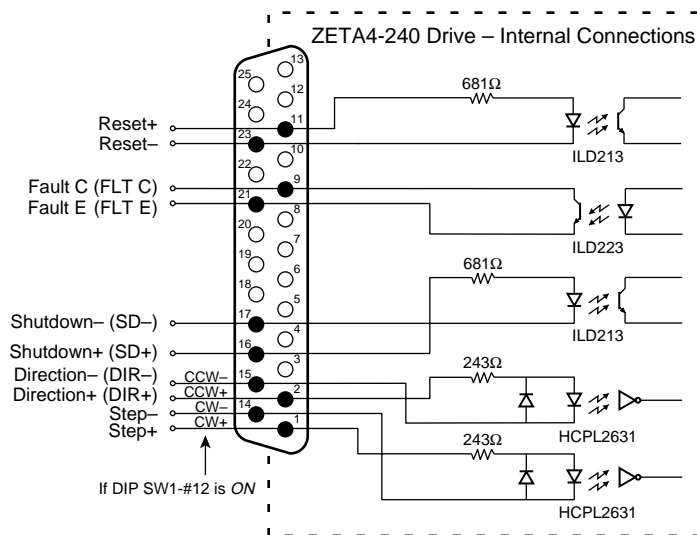 ZETA4-240 Drive – Internal Connections
13
25
12
24
11
23
10
22
9
21
8
20
7
19
6
18
5
17
4
16
3
15
2
14
1
Reset+
Reset–
Fault C (FLT C)
Fault E (FLT E)
Shutdown– (SD–)
Shutdown+ (SD+)
Direction– (DIR–)
Direction+ (DIR+)
Step–
Step+
CCW–
CCW+
CW–
CW+
If DIP SW1-#12 is ON
681Ω
ILD213
ILD223
681Ω
ILD213
243Ω
HCPL2631
243Ω
HCPL2631